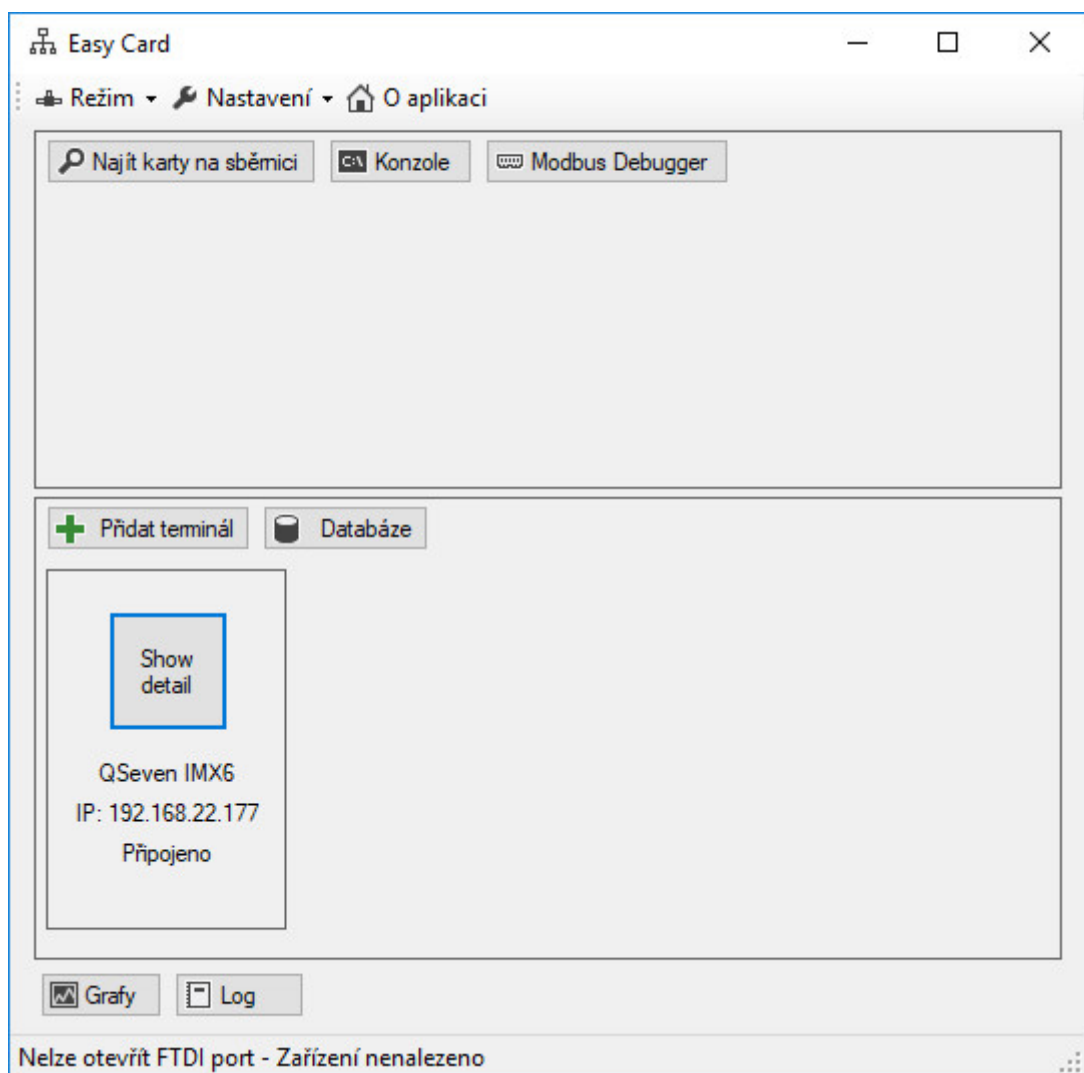 Easy Card
Režim Nastavení O aplikaci
Najít karty na sběrnici Konzole Modbus Debugger
Přidat terminál Databáze
Show
detail
QSeven IMX6
IP: 192.168.22.177
Připojeno
Grafy Log
Nelze otevřít FTDI port - Zařízení nenalezeno